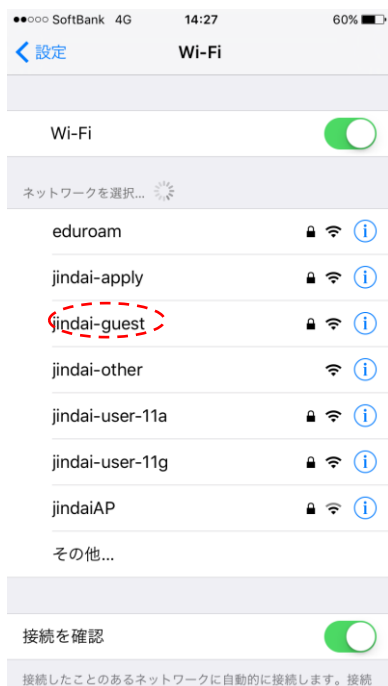 SoftBank 4G 14:27 60%
設定 Wi-Fi
Wi-Fi
ネットワークを選択...
eduroam
jindai-apply
jindai-guest
jindai-other
jindai-user-11a
jindai-user-11g
jindaiAP
その他...
接続を確認
接続したことのあるネットワークに自動的に接続します。接続